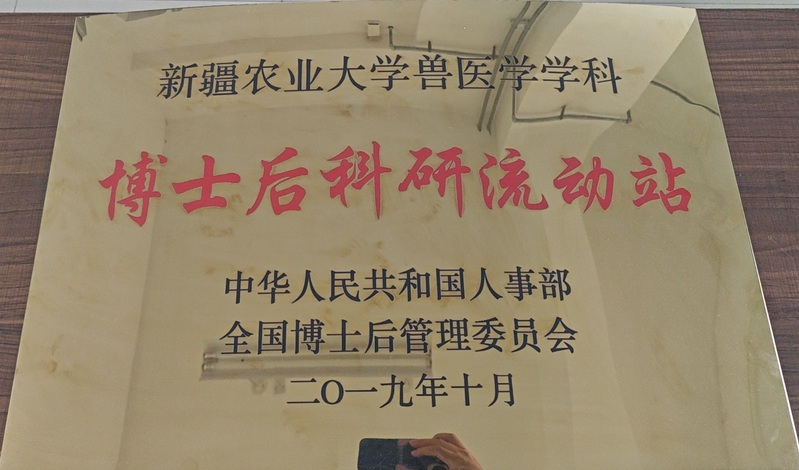 新疆农业大学兽医学学科
博士后科研流动站
中华人民共和国人事部
全国博士后管理委员会
二O一九年十月